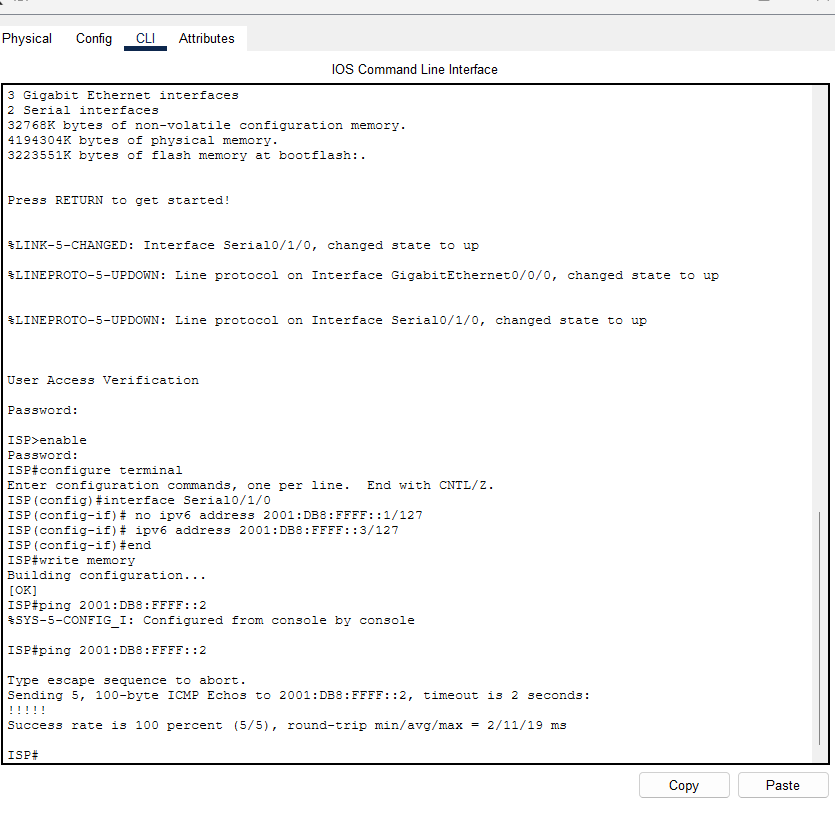 Physical Config CLI Attributes
IOS Command Line Interface
3 Gigabit Ethernet interfaces
2 Serial interfaces
32768K bytes of non-volatile configuration memory.
4194304K bytes of physical memory.
3223551K bytes of flash memory at bootflash:.
Press RETURN to get started!
%LINK-5-CHANGED: Interface Serial0/1/0, changed state to up
%LINEPROTO-5-UPDOWN: Line protocol on Interface GigabitEthernet0/0/0, changed state to up
%LINEPROTO-5-UPDOWN: Line protocol on Interface Serial0/1/0, changed state to up
User Access Verification
Password:
ISP>enable
Password:
ISP#configure terminal
Enter configuration commands, one per line.  End with CNTL/Z.
ISP(config)#interface Serial0/1/0
ISP(config-if)# no ipv6 address 2001:DB8:FFFF::1/127
ISP(config-if)# ipv6 address 2001:DB8:FFFF::3/127
ISP(config-if)#end
ISP#write memory
Building configuration...
[OK]
ISP#ping 2001:DB8:FFFF::2
%SYS-5-CONFIG_I: Configured from console by console
ISP#ping 2001:DB8:FFFF::2
Type escape sequence to abort.
Sending 5, 100-byte ICMP Echos to 2001:DB8:FFFF::2, timeout is 2 seconds:
!!!!!
Success rate is 100 percent (5/5), round-trip min/avg/max = 2/11/19 ms
ISP#
Copy Paste